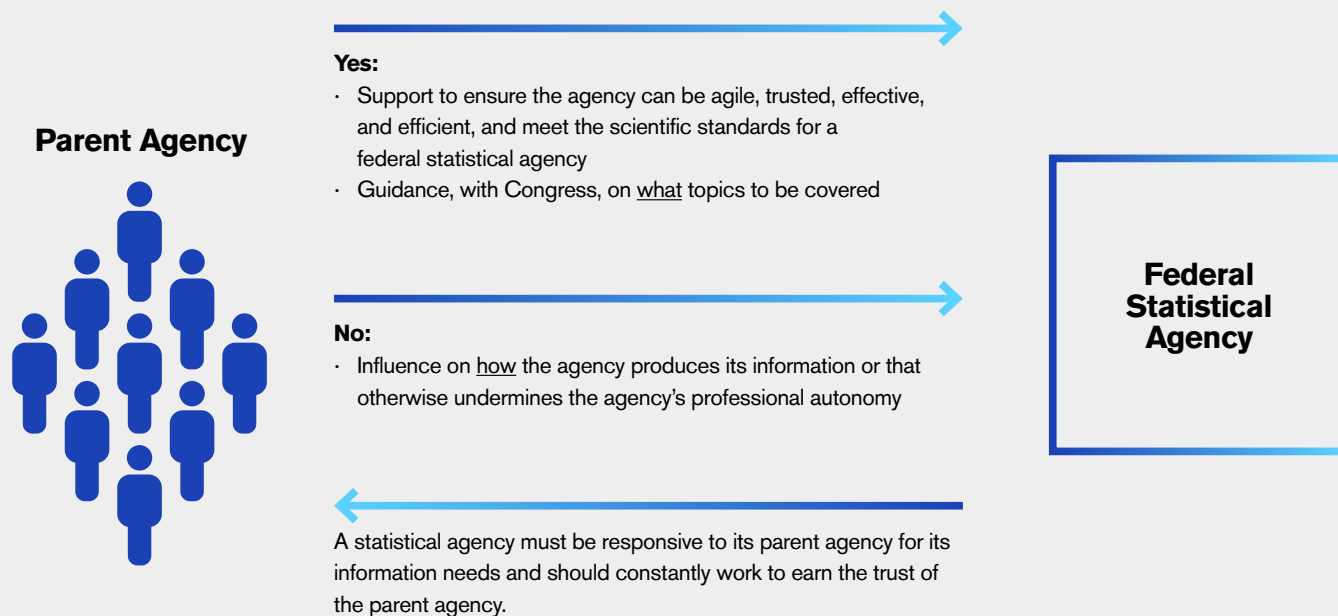 Parent Agency
Yes:
· Support to ensure the agency can be agile, trusted, effective,
and efficient, and meet the scientific standards for a
federal statistical agency
· Guidance, with Congress, on what topics to be covered
No:
· Influence on how the agency produces its information or that
otherwise undermines the agency’s professional autonomy
A statistical agency must be responsive to its parent agency for its
information needs and should constantly work to earn the trust of
the parent agency.
Federal
Statistical
Agency